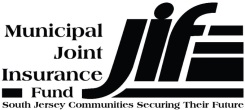 Municipal
Joint
Insurance
Fund
jif
South Jersey Communities Securing Their Future